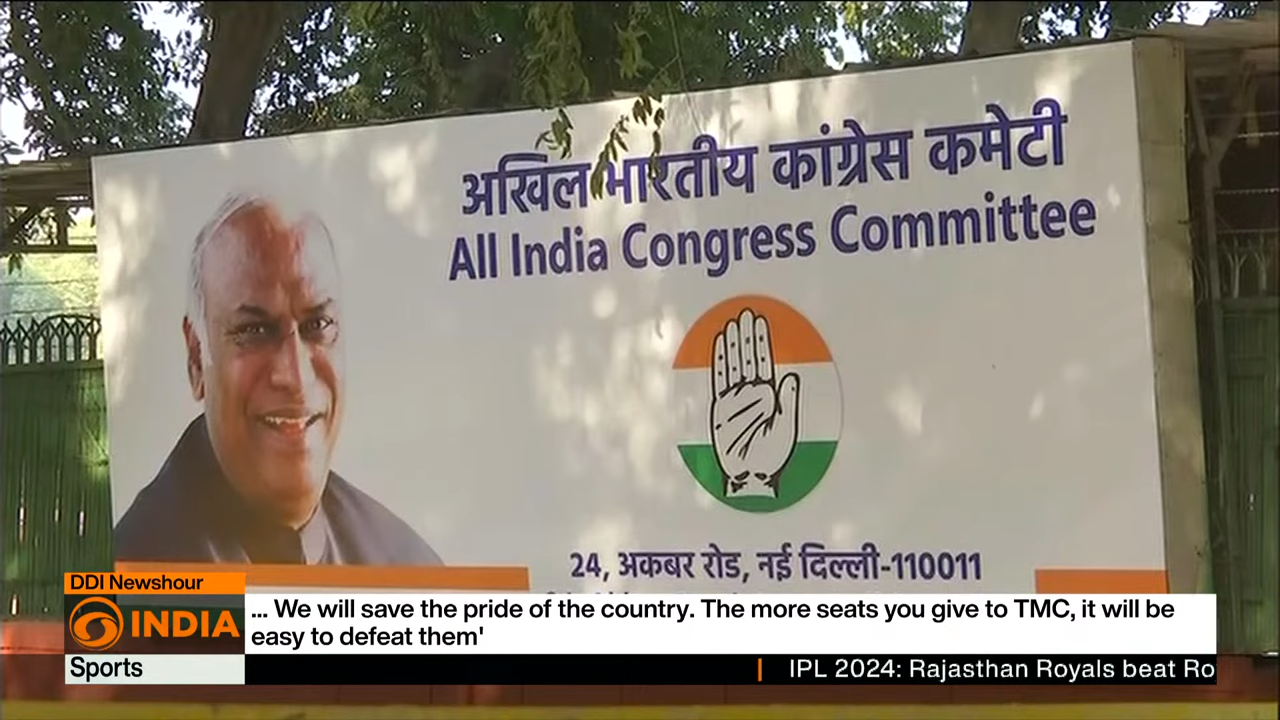 अखिल भारतीय कांग्रेस कमेटी
All India Congress Committee
24, अकबर रोड, नई दिल्ली-110011
DDI Newshour
INDIA
... We will save the pride of the country. The more seats you give to TMC, it will be
easy to defeat them'
Sports
| IPL 2024: Rajasthan Royals beat Ro